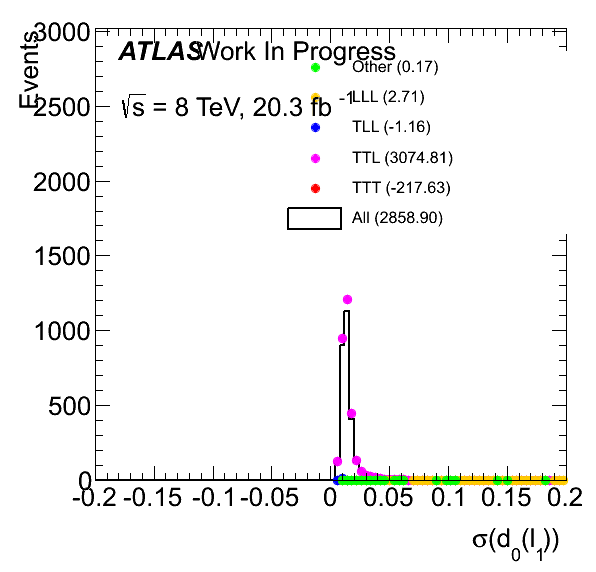 3000
Events
ATLAS Work In Progress
Other (0.17)
√s = 8 TeV, 20.3 fb -1
LLL (2.71)
2500
TLL (-1.16)
TTL (3074.81)
2000
TTT (-217.63)
All (2858.90)
1500
1000
500
0
-0.2 -0.15 -0.1 -0.05 0 0.05 0.1 0.15 0.2
σ(d0(l1))